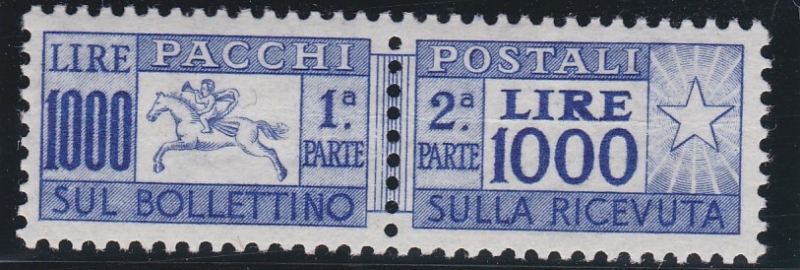 LIRE
1000
PACCHI
1ª
PARTE
SUL BOLLETTINO
POSTALI
2ª
PARTE
LIRE
1000
SULLA RICEVUTA